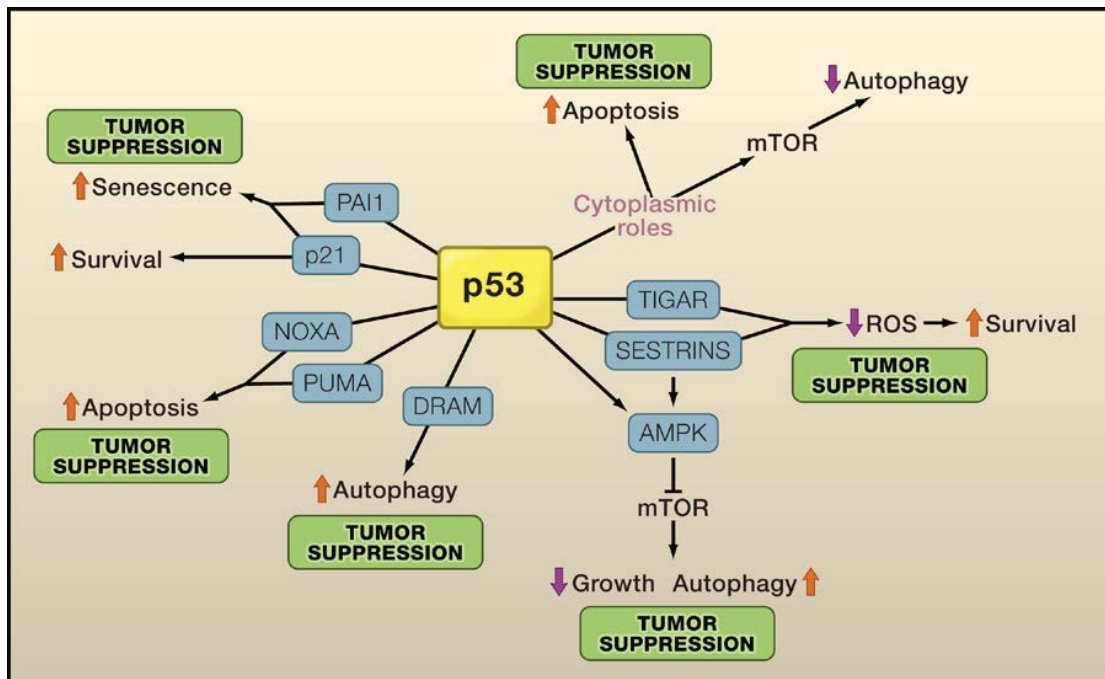 TUMOR
SUPPRESSION
Apoptosis
Autophagy
mTOR
Cytoplasmic
roles
TUMOR
SUPPRESSION
Senescence
PAI1
p21
Survival
p53
NOXA
PUMA
Apoptosis
TUMOR
SUPPRESSION
DRAM
Autophagy
TUMOR
SUPPRESSION
TIGAR
SESTRINS
ROS
Survival
TUMOR
SUPPRESSION
AMPK
mTOR
Growth Autophagy
TUMOR
SUPPRESSION